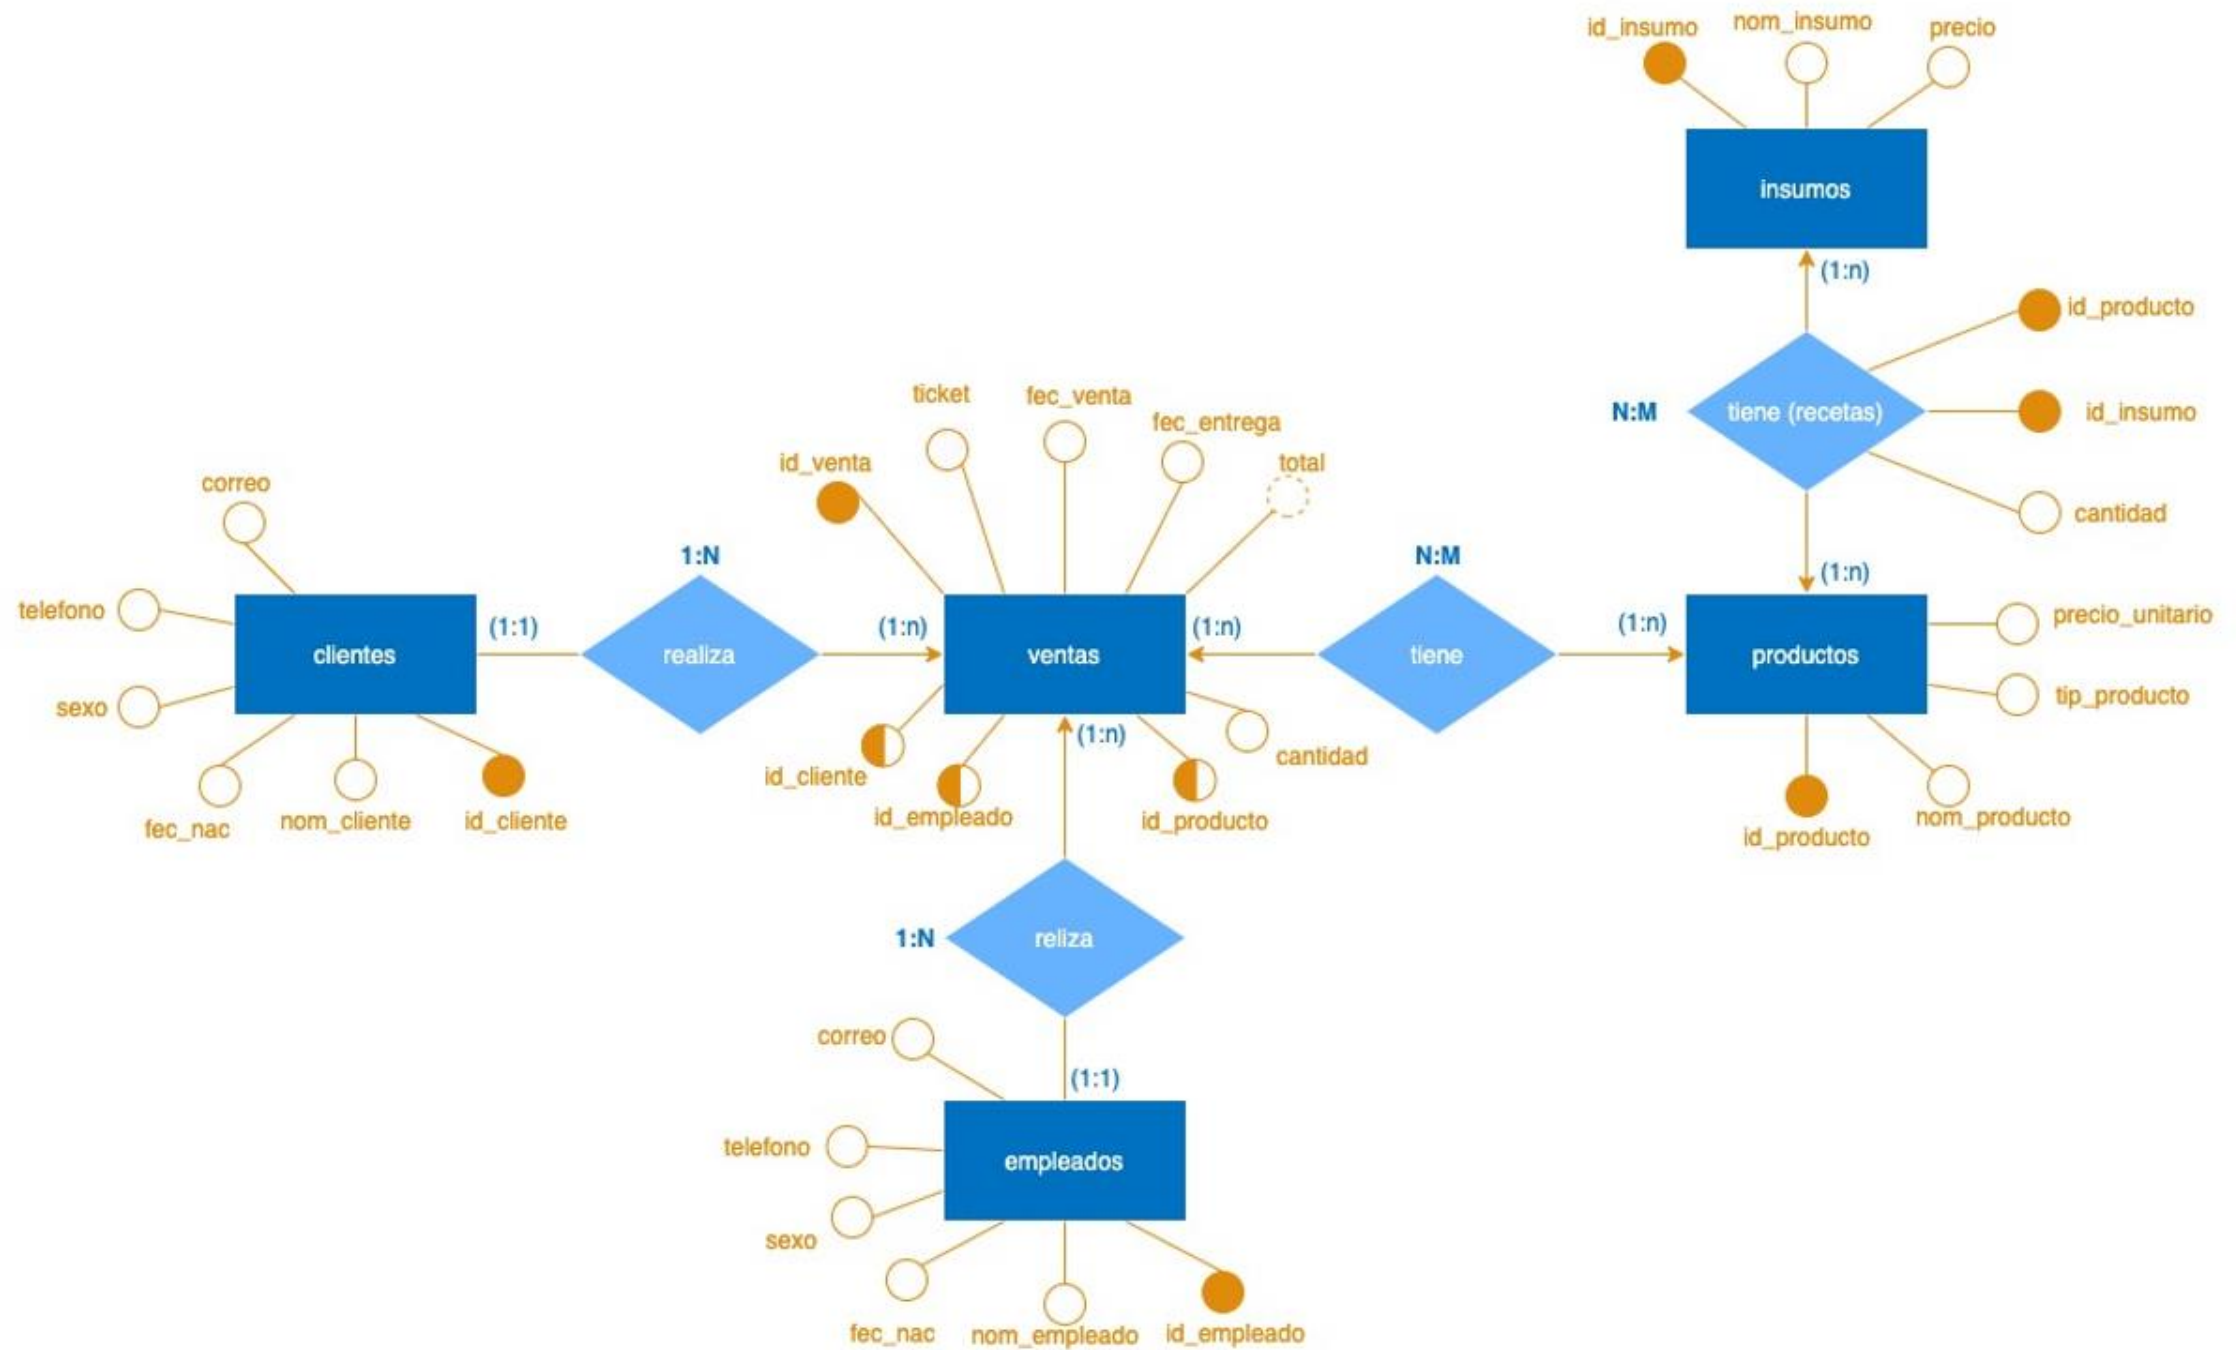 id_insumo
nom_insumo
precio
insumos
(1:n)
id_producto
N:M
tiene (recetas)
id_insumo
cantidad
(1:n)
ticket
fec_venta
fec_entrega
id_venta
total
correo
1:N
N:M
telefono
clientes
(1:1)
realiza
(1:n)
ventas
(1:n)
tiene
(1:n)
productos
precio_unitario
tip_producto
sexo
(1:n)
cantidad
id_cliente
id_empleado
id_producto
fec_nac
nom_cliente
id_cliente
id_producto
nom_producto
1:N
reliza
correo
(1:1)
telefono
empleados
sexo
fec_nac
nom_empleado
id_empleado